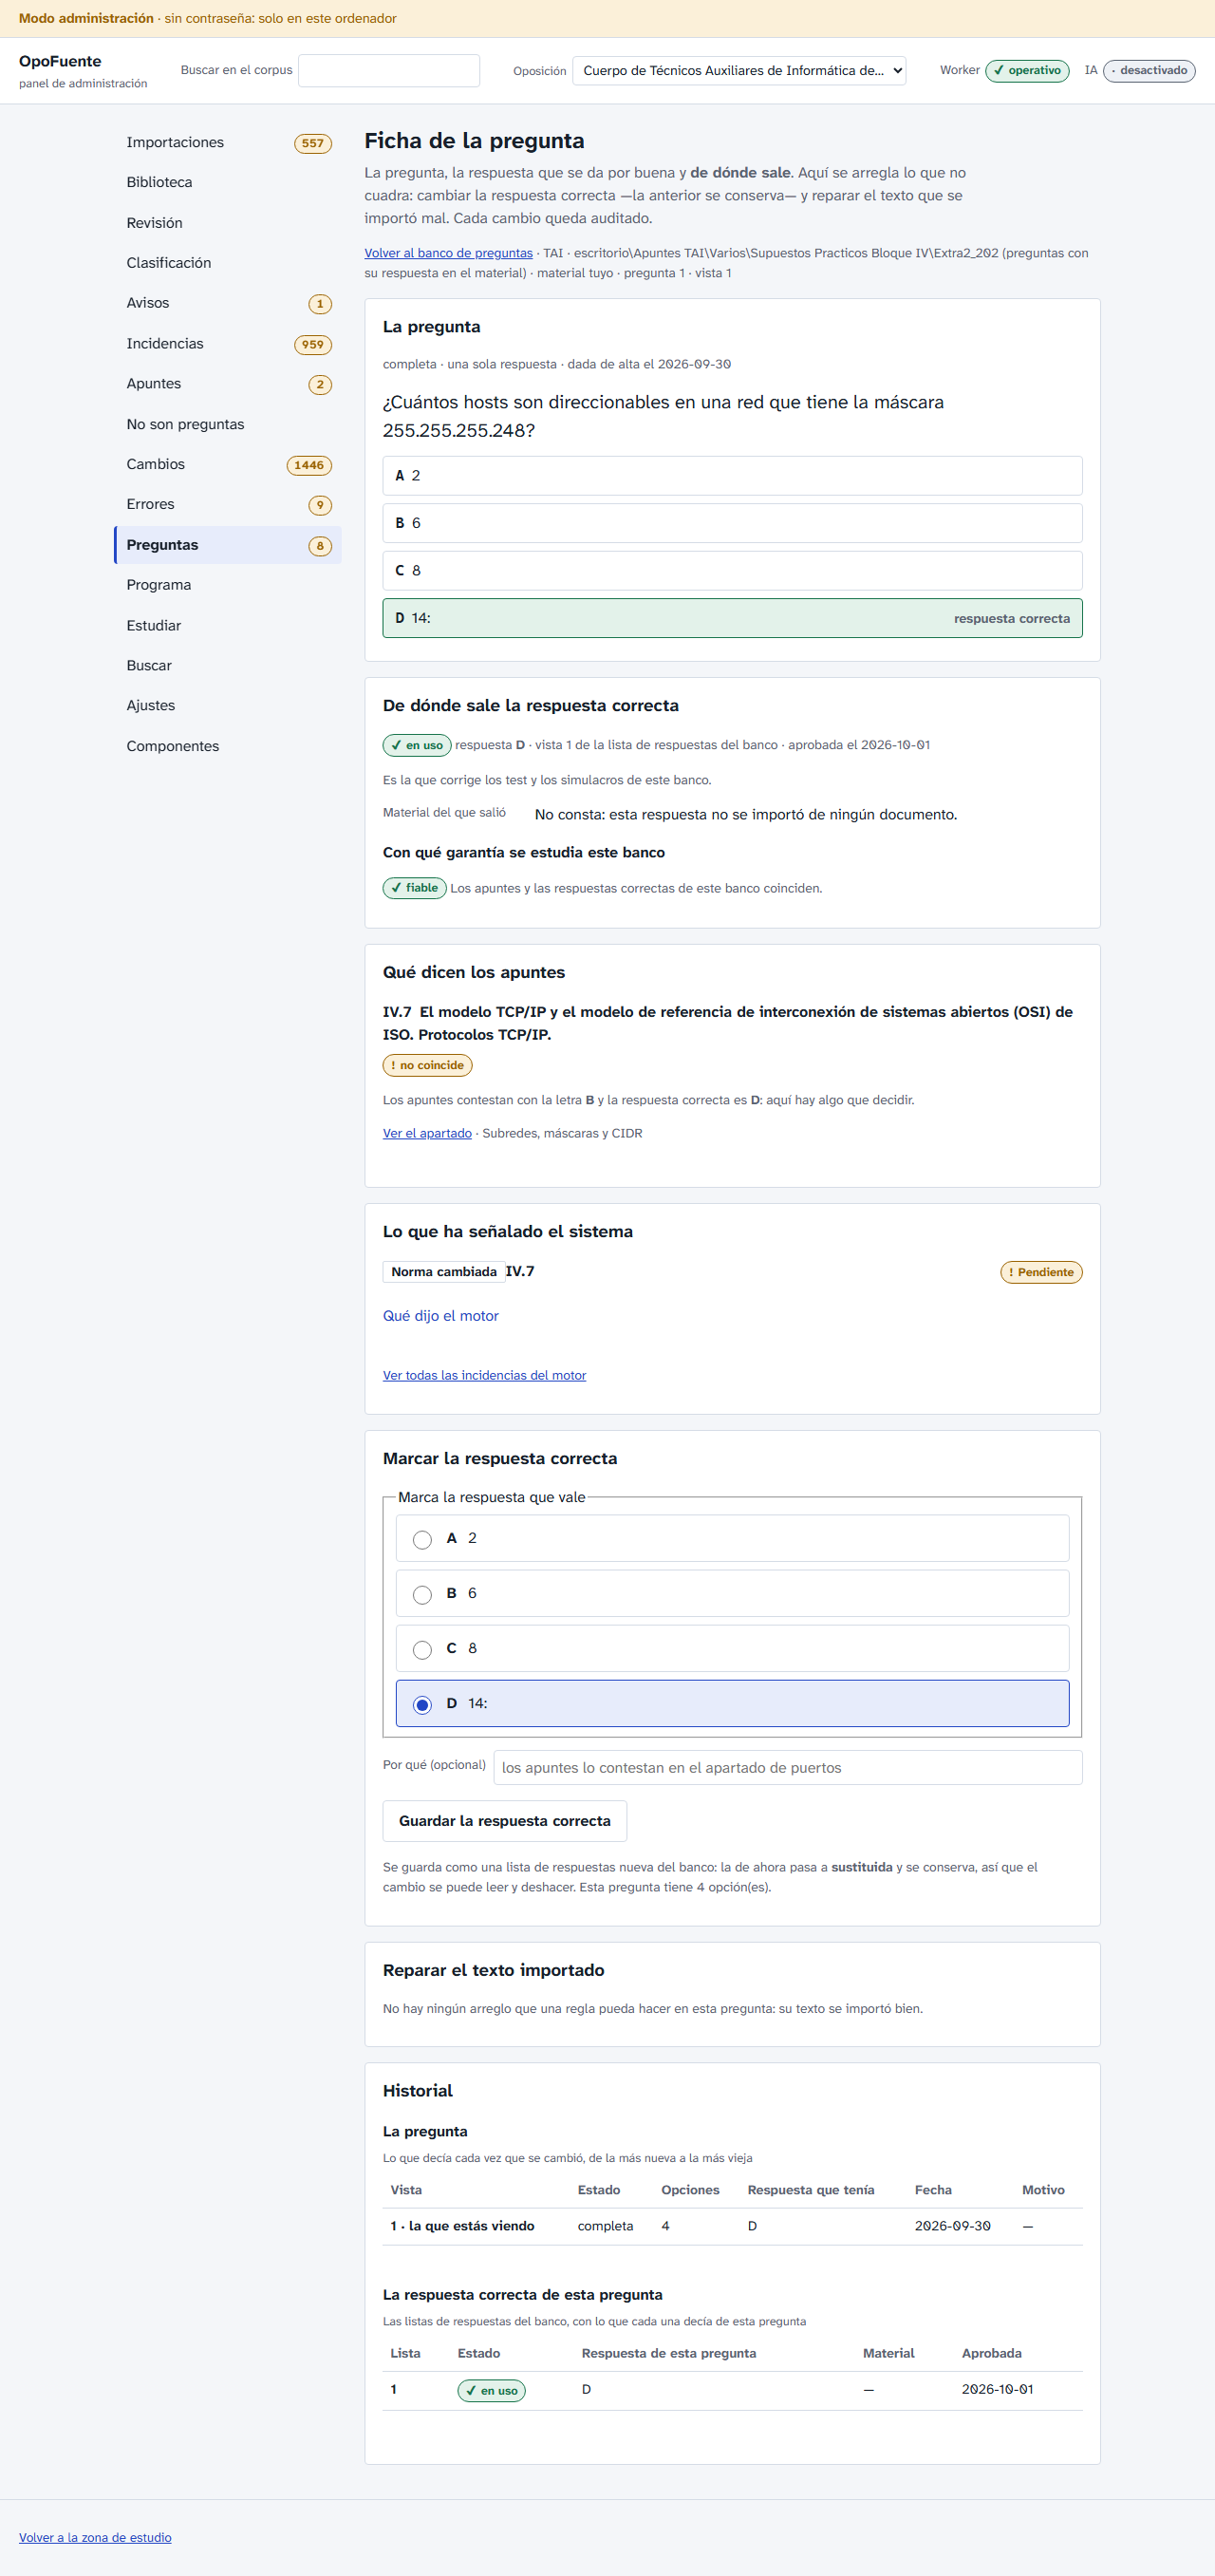 Modo administración · sin contraseña: solo en este ordenador
OpoFuente
panel de administración
Buscar en el corpus
Oposición
Cuerpo de Técnicos Auxiliares de Informática de...
Worker ✓ operativo
IA · desactivado
Importaciones 557
Biblioteca
Revisión
Clasificación
Avisos 1
Incidencias 959
Apuntes 2
No son preguntas
Cambios 1446
Errores 9
Preguntas 8
Programa
Estudiar
Buscar
Ajustes
Componentes
Ficha de la pregunta
La pregunta, la respuesta que se da por buena y de dónde sale. Aquí se arregla lo que no
cuadra: cambiar la respuesta correcta —la anterior se conserva— y reparar el texto que se
importó mal. Cada cambio queda auditado.
Volver al banco de preguntas · TAI · escritorio\Apuntes TAI\Varios\Supuestos Practicos Bloque IV\Extra2_202 (preguntas con
su respuesta en el material) · material tuyo · pregunta 1 · vista 1
La pregunta
completa · una sola respuesta · dada de alta el 2026-09-30
¿Cuántos hosts son direccionables en una red que tiene la máscara
255.255.255.248?
A 2
B 6
C 8
D 14: respuesta correcta
De dónde sale la respuesta correcta
✓ en uso respuesta D · vista 1 de la lista de respuestas del banco · aprobada el 2026-10-01
Es la que corrige los test y los simulacros de este banco.
Material del que salió No consta: esta respuesta no se importó de ningún documento.
Con qué garantía se estudia este banco
✓ fiable Los apuntes y las respuestas correctas de este banco coinciden.
Qué dicen los apuntes
IV.7 El modelo TCP/IP y el modelo de referencia de interconexión de sistemas abiertos (OSI) de
ISO. Protocolos TCP/IP.
! no coincide
Los apuntes contestan con la letra B y la respuesta correcta es D: aquí hay algo que decidir.
Ver el apartado · Subredes, máscaras y CIDR
Lo que ha señalado el sistema
Norma cambiada IV.7 ! Pendiente
Qué dijo el motor
Ver todas las incidencias del motor
Marcar la respuesta correcta
Marca la respuesta que vale
A 2
B 6
C 8
D 14:
Por qué (opcional) los apuntes lo contestan en el apartado de puertos
Guardar la respuesta correcta
Se guarda como una lista de respuestas nueva del banco: la de ahora pasa a sustituida y se conserva, así que el
cambio se puede leer y deshacer. Esta pregunta tiene 4 opción(es).
Reparar el texto importado
No hay ningún arreglo que una regla pueda hacer en esta pregunta: su texto se importó bien.
Historial
La pregunta
Lo que decía cada vez que se cambió, de la más nueva a la más vieja
Vista Estado Opciones Respuesta que tenía Fecha Motivo
1 · la que estás viendo completa 4 D 2026-09-30 —
La respuesta correcta de esta pregunta
Las listas de respuestas del banco, con lo que cada una decía de esta pregunta
Lista Estado Respuesta de esta pregunta Material Aprobada
1 ✓ en uso D — 2026-10-01
Volver a la zona de estudio